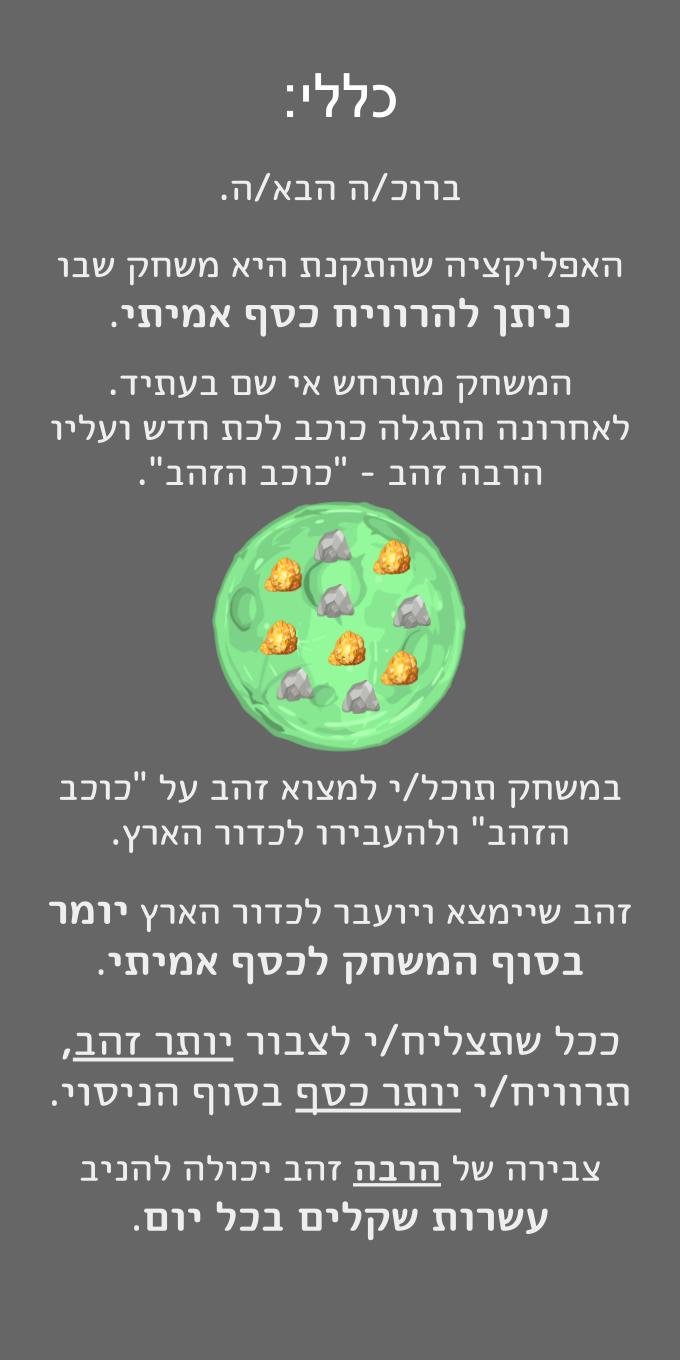 כללי:
ברוכ/ה הבא/ה.
האפליקציה שהתקנת היא משחק שבו
ניתן להרוויח כסף אמיתי.
המשחק מתרחש אי שם בעתיד.
לאחרונה התגלה כוכב לכת חדש ועליו
הרבה זהב - "כוכב הזהב".
במשחק תוכל/י למצוא זהב על "כוכב
הזהב" ולהעבירו לכדור הארץ.
זהב שיימצא ויועבר לכדור הארץ יומר
בסוף המשחק לכסף אמיתי.
ככל שתצליח/י לצבור יותר זהב,
תרוויח/י יותר כסף בסוף הניסוי.
צבירה של הרבה זהב יכולה להניב
עשרות שקלים בכל יום.